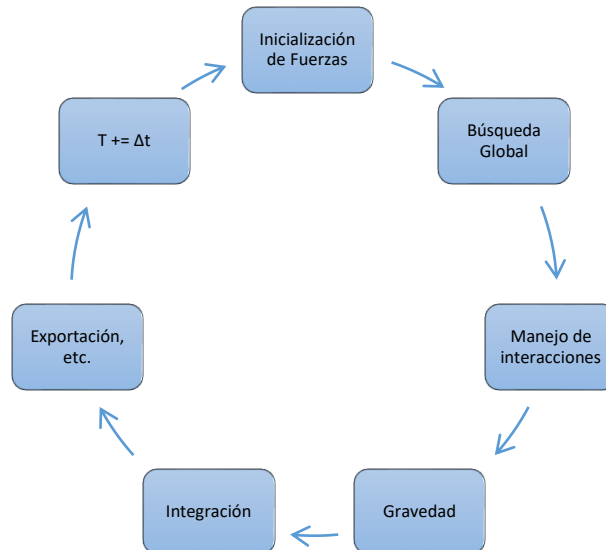 Inicialización
de Fuerzas
Búsqueda
Global
Manejo de
interacciones
Gravedad
Integración
Exportación,
etc.
T += Δt